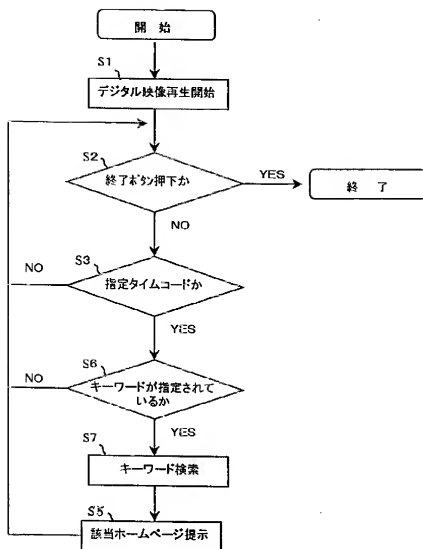 開 始
S1
デジタル映像再生開始
S2
終了ボタン押下か
YES
終 了
NO
S3
NO
指定タイムコードか
YES
S6
NO
キーワードが指定されて
いるか
YES
S7
キーワード検索
S5
該当ホームページ提示